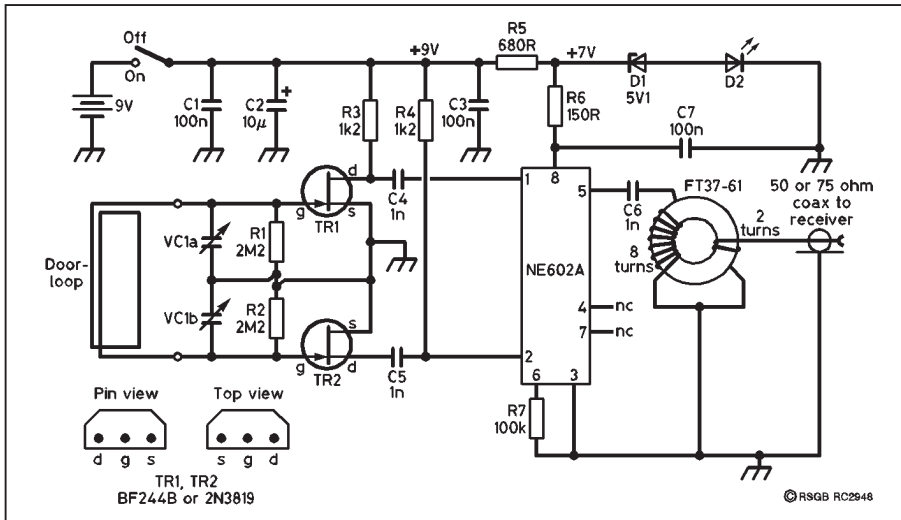 Off
On
9V
C1
100n
C2
10μ
+
R3
1k2
+9V
R4
1k2
C3
100n
R5
680R
+7V
D1
5V1
D2
R6
150R
C7
100n
d
g
s
TR1
C4
1n
1
8
5
C6
1n
FT37-61
8
turns
2
turns
50 or 75 ohm
coax to
receiver
Door-
loop
VC1a
VC1b
R1
2M2
R2
2M2
s
g
d
TR2
C5
1n
NE602A
4
nc
7
nc
2
6
3
R7
100k
Pin view
d g s
Top view
s g d
TR1, TR2
BF244B or 2N3819
© RSGB RC2948